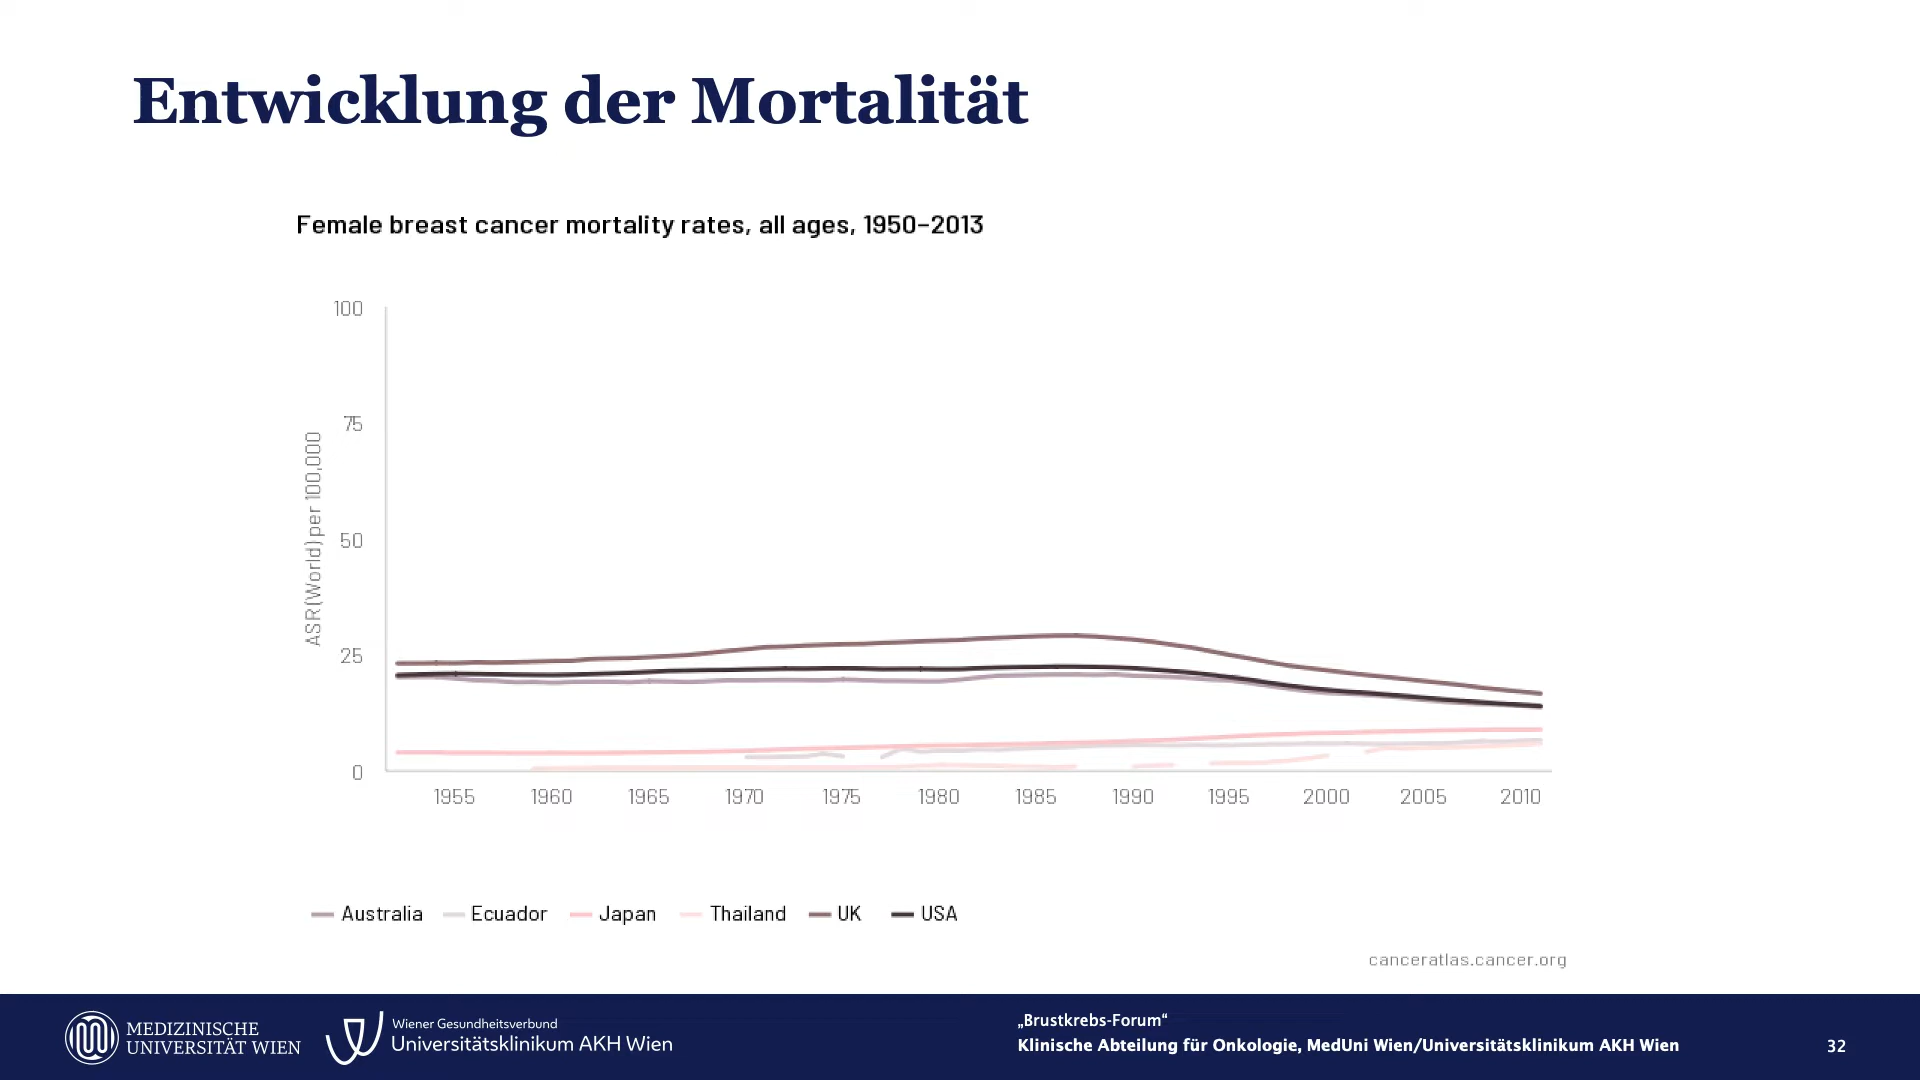 Entwicklung der Mortalität
Female breast cancer mortality rates, all ages, 1950–2013
ASR (World) per 100,000
100
75
50
25
0
1955 1960 1965 1970 1975 1980 1985 1990 1995 2000 2005 2010
Australia Ecuador Japan Thailand UK USA
canceratlas.cancer.org
MEDIZINISCHE
UNIVERSITÄT WIEN
Wiener Gesundheitsverbund
Universitätsklinikum AKH Wien
„Brustkrebs-Forum“
Klinische Abteilung für Onkologie, MedUni Wien/Universitätsklinikum AKH Wien
32